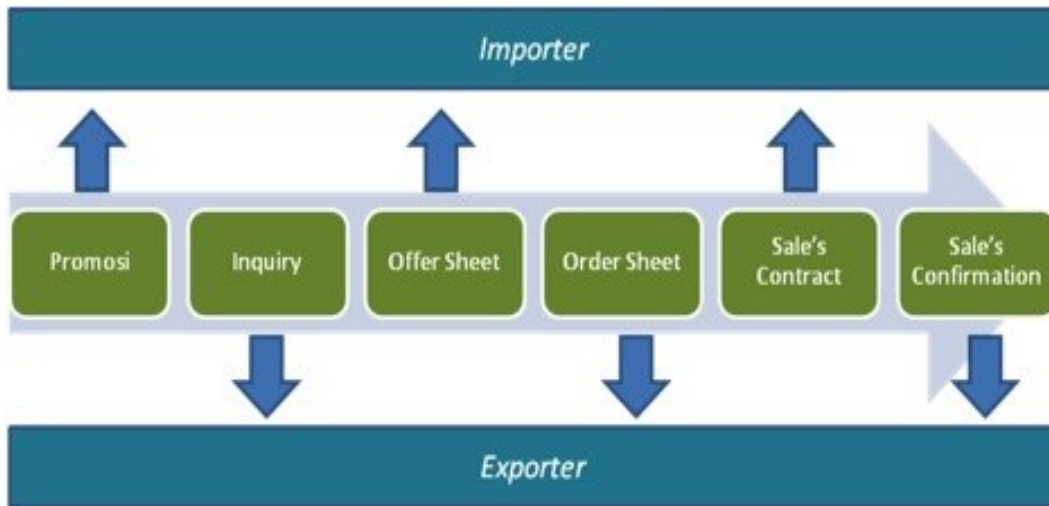 Importer
Promosi
Inquiry
Offer Sheet
Order Sheet
Sale's
Contract
Sale's
Confirmation
Exporter